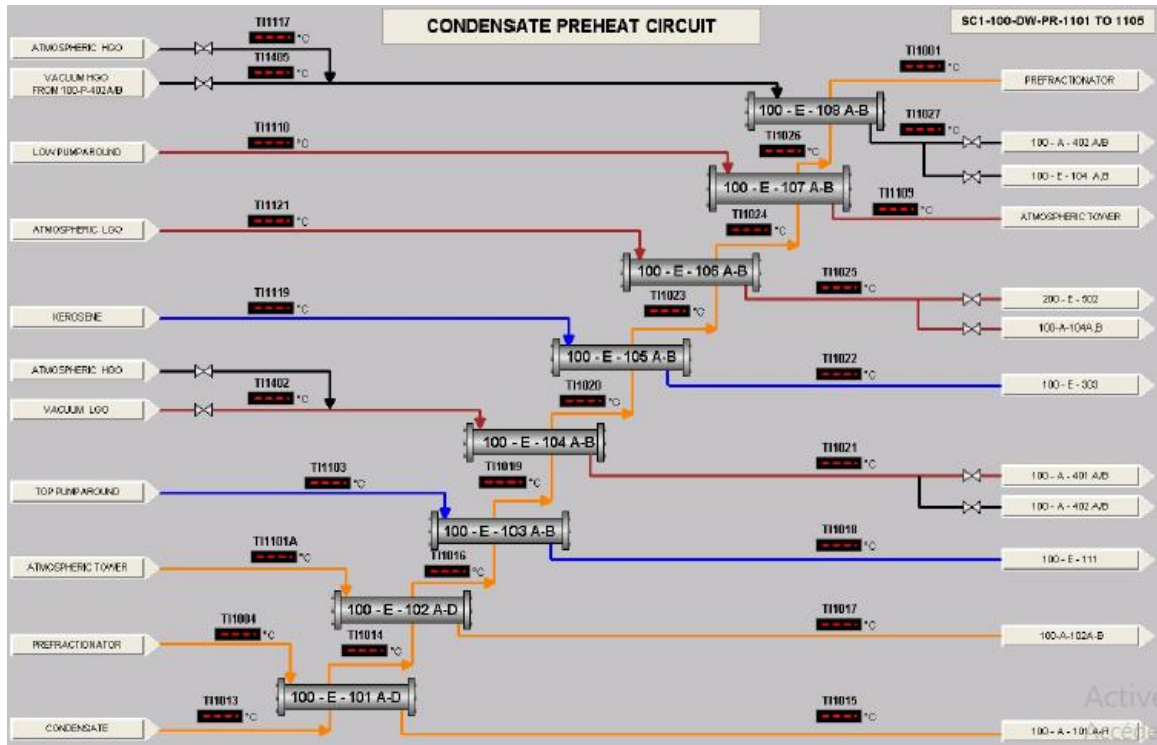 CONDENSATE PREHEAT CIRCUIT
SC1-100-DW-PR-1101 TO 1105
TI1117
°C
ATMOSPHERIC HGO
TI1405
°C
VACUUM HGO
FROM 100-P-402A/B
TI1001
°C
PREFRACTIONATOR
100 - E - 108 A-B
TI1027
°C
100 - A - 402 A/B
TI1110
°C
TI1026
°C
LOW PUMPAROUND
100 - E - 104 A,B
100 - E - 107 A-B
TI1109
°C
ATMOSPHERIC TOWER
TI1121
°C
TI1024
°C
ATMOSPHERIC LGO
100 - E - 106 A-B
TI1025
°C
200 - E - 502
TI1119
°C
TI1023
°C
KEROSENE
100-A-104A,B
100 - E - 105 A-B
TI1022
°C
100 - E - 303
ATMOSPHERIC HGO
TI1402
°C
TI1020
°C
VACUUM LGO
100 - E - 104 A-B
TI1021
°C
100 - A - 401 A/B
TI1103
°C
TI1019
°C
TOP PUMPAROUND
100 - A - 402 A/B
100 - E - 103 A-B
TI1018
°C
100 - E - 111
TI1101A
°C
TI1016
°C
ATMOSPHERIC TOWER
100 - E - 102 A-D
TI1017
°C
100-A-102A-B
TI1004
°C
TI1014
°C
PREFRACTIONATOR
100 - E - 101 A-D
TI1013
°C
TI1015
°C
CONDENSATE
100 - A - 101 A-H